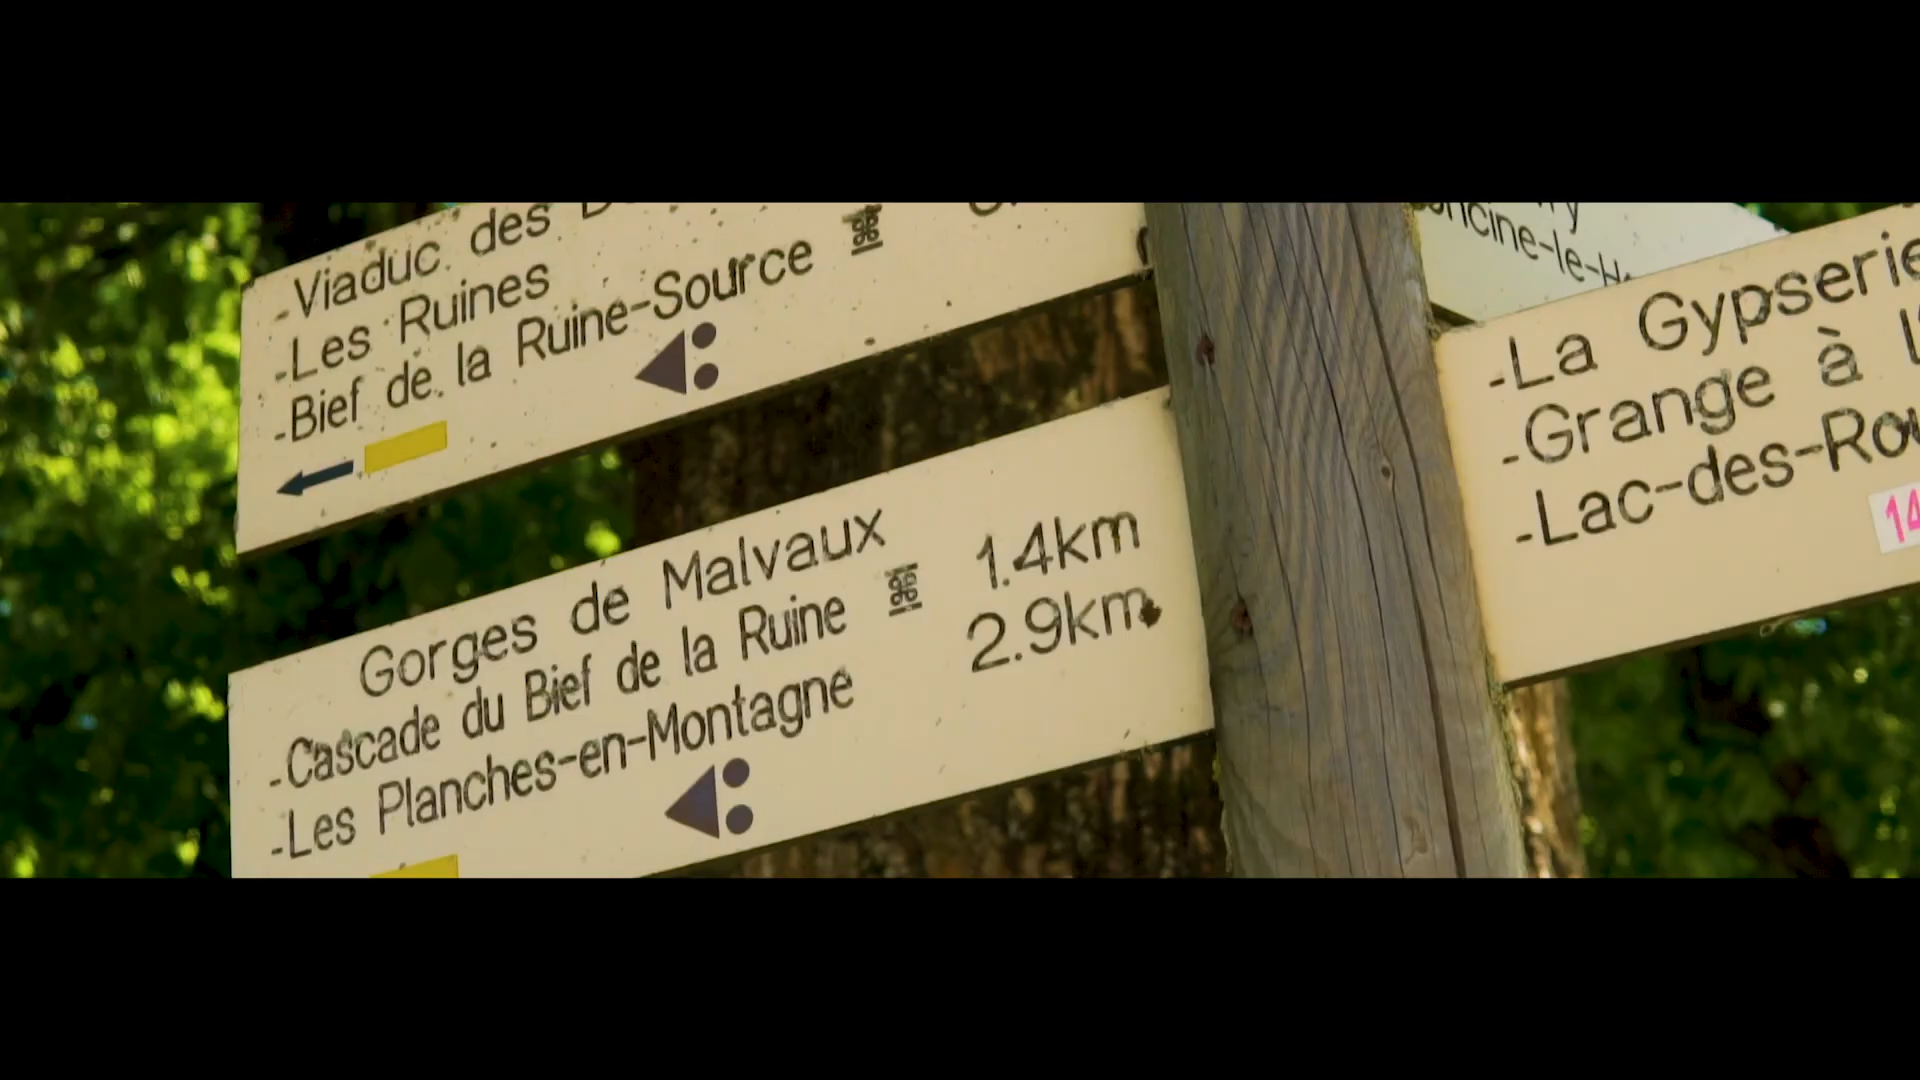 -Viaduc des
-Les Ruines
-Bief de la Ruine-Source
Gorges de Malvaux
-Cascade du Bief de la Ruine 1.4km
-Les Planches-en-Montagne 2.9km
-La Gypserie
-Grange à
-Lac-des-
14